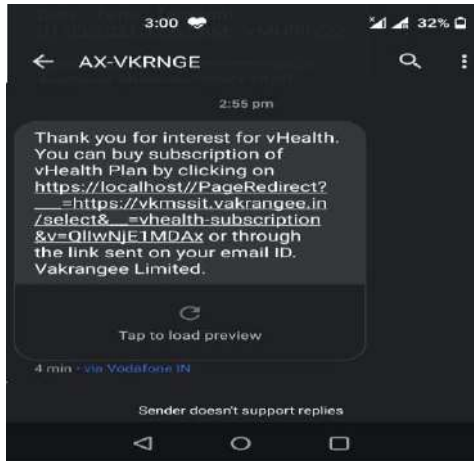 3:00
32%
AX-VKRNGE
2:55 pm
Thank you for interest for vHealth.
You can buy subscription of
vHealth Plan by clicking on
https://localhost//PageRedirect?
__=https://vkmssit.vakrangee.in
/select&__=vhealth-subscription
&v=QlIwNjE1MDAx or through
the link sent on your email ID.
Vakrangee Limited.
Tap to load preview
4 min · via Vodafone IN
Sender doesn't support replies